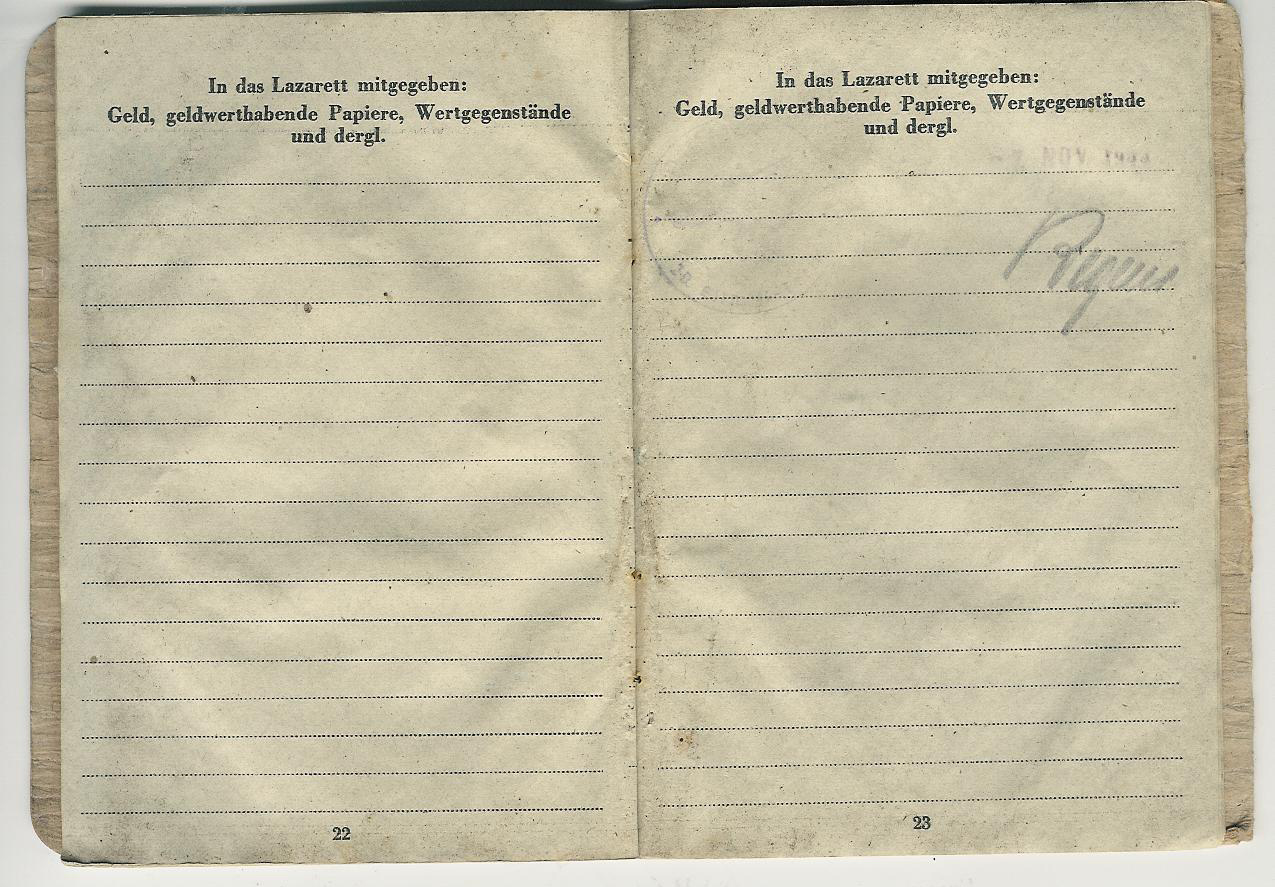 In das Lazarett mitgegeben:
Geld, geldwerthabende Papiere, Wertgegenstände
und dergl.
22
In das Lazarett mitgegeben:
Geld, geldwerthabende Papiere, Wertgegenstände
und dergl.
23